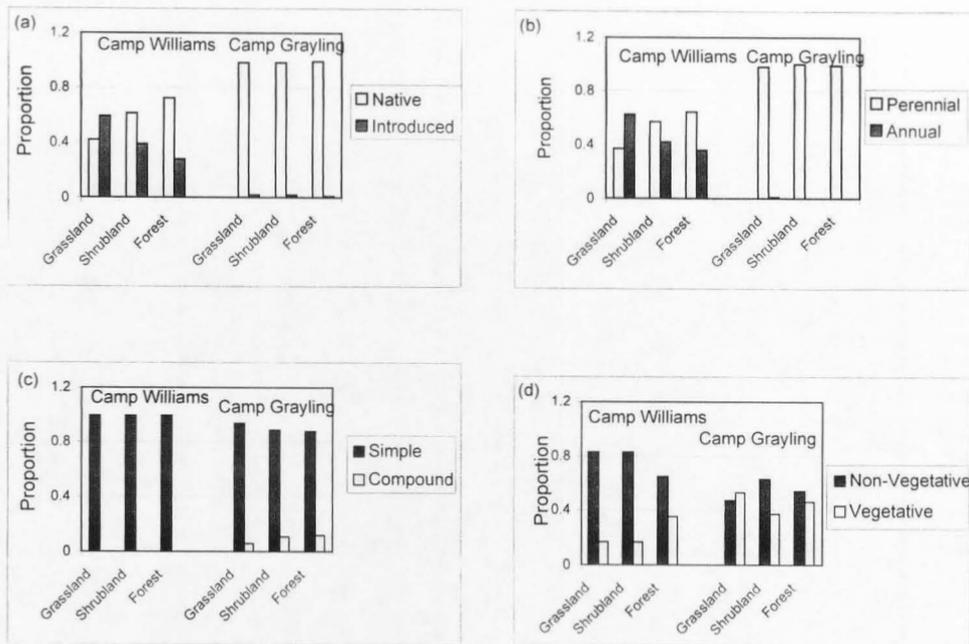 (a)
1.2
Camp Williams Camp Grayling
0.8
0.4
0
Proportion
Grassland
Shrubland
Forest
Grassland
Shrubland
Forest
Native
Introduced
(b)
1.2
Camp Williams Camp Grayling
0.8
0.4
0
Proportion
Grassland
Shrubland
Forest
Grassland
Shrubland
Forest
Perennial
Annual
(c)
1.2
Camp Williams
Camp Grayling
0.8
0.4
0
Proportion
Grassland
Shrubland
Forest
Grassland
Shrubland
Forest
Simple
Compound
(d)
1.2
Camp Williams
Camp Grayling
0.8
0.4
0
Proportion
Grassland
Shrubland
Forest
Grassland
Shrubland
Forest
Non-Vegetative
Vegetative